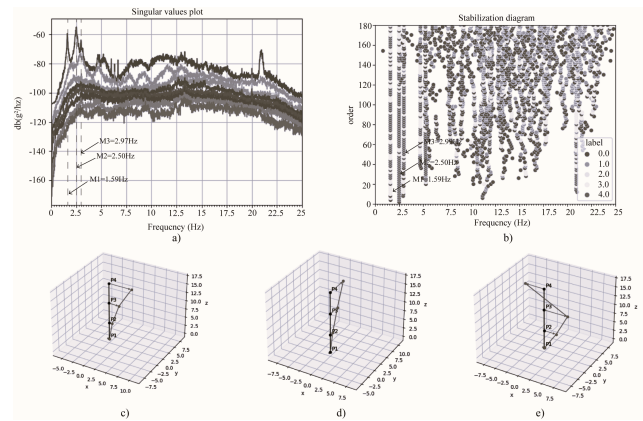 Singular values plot
-60
-80
-100
-120
-140
-160
db(g²/hz)
M3=2.97Hz
M2=2.50Hz
M1=1.59Hz
0 2.5 5.0 7.5 10.0 12.5 15.0 17.5 20.0 22.5 25
Frequency (Hz)
a)
Stabilization diagram
180
160
140
120
100
80
60
40
20
0
order
M3=2.97Hz
M2=2.50Hz
M1=1.59Hz
label
0.0
1.0
2.0
3.0
4.0
0 2.5 5.0 7.5 10.0 12.5 15.0 17.5 20.0 22.5 25
Frequency (Hz)
b)
P4
P3
P2
P1
17.5
15.0
12.5
10.0
7.5
5.0
2.5
0.0
z
-5.0 -2.5 0.0 2.5 5.0 7.5 10.0
x
-7.5 -5.0 -2.5 0.0 2.5 5.0 7.5
y
c)
P4
P3
P2
P1
17.5
15.0
12.5
10.0
7.5
5.0
2.5
0.0
z
-7.5 -5.0 -2.5 0.0 2.5 5.0 7.5
x
-5.0 -2.5 0.0 2.5 5.0 7.5 10.0
y
d)
P4
P3
P2
P1
17.5
15.0
12.5
10.0
7.5
5.0
2.5
0.0
z
-7.5 -5.0 -2.5 0.0 2.5 5.0 7.5
x
-7.5 -5.0 -2.5 0.0 2.5 5.0 7.5
y
e)